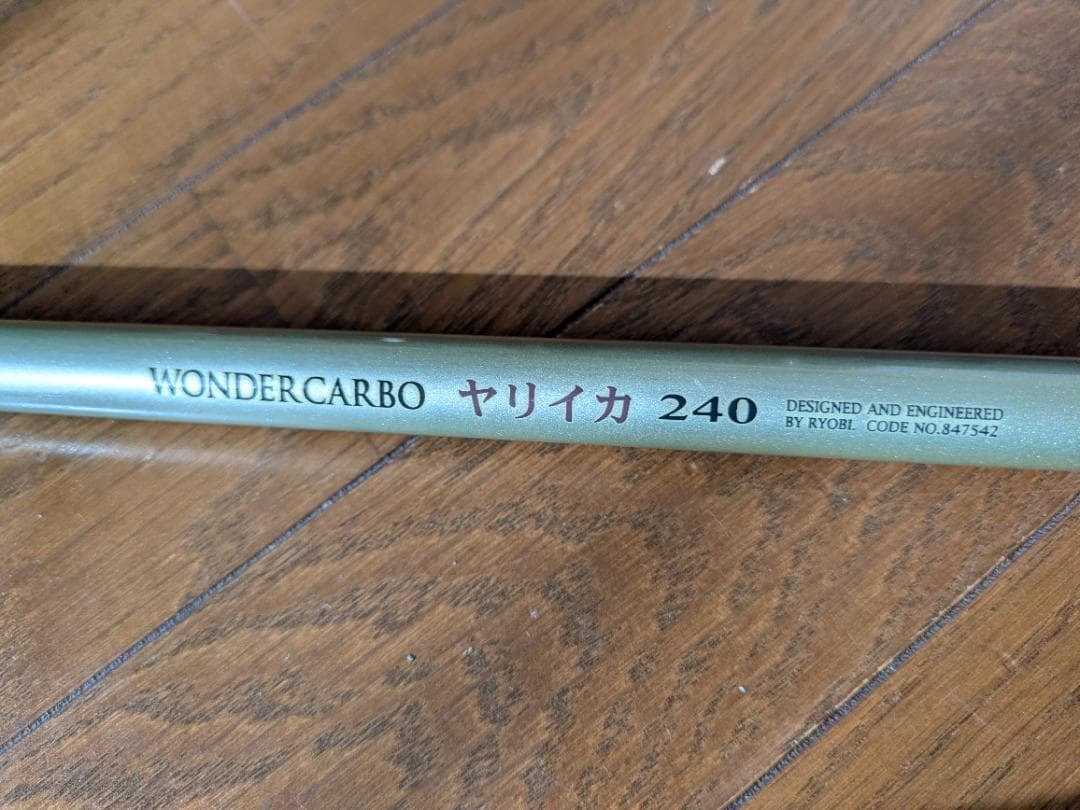 WONDERCARBO ヤリイカ 240
DESIGNED AND ENGINEERED
BY RYOBI. CODE NO.847542